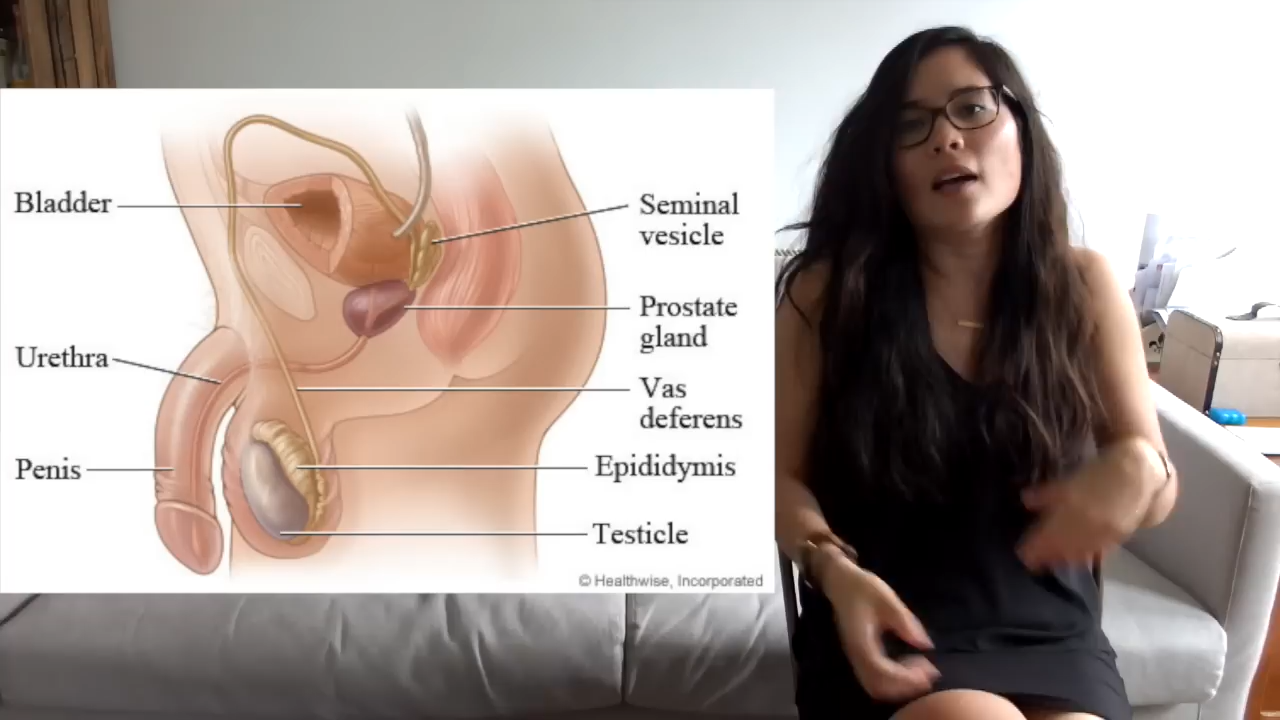 Bladder
Seminal
vesicle
Prostate
gland
Urethra
Vas
deferens
Penis
Epididymis
Testicle
© Healthwise, Incorporated